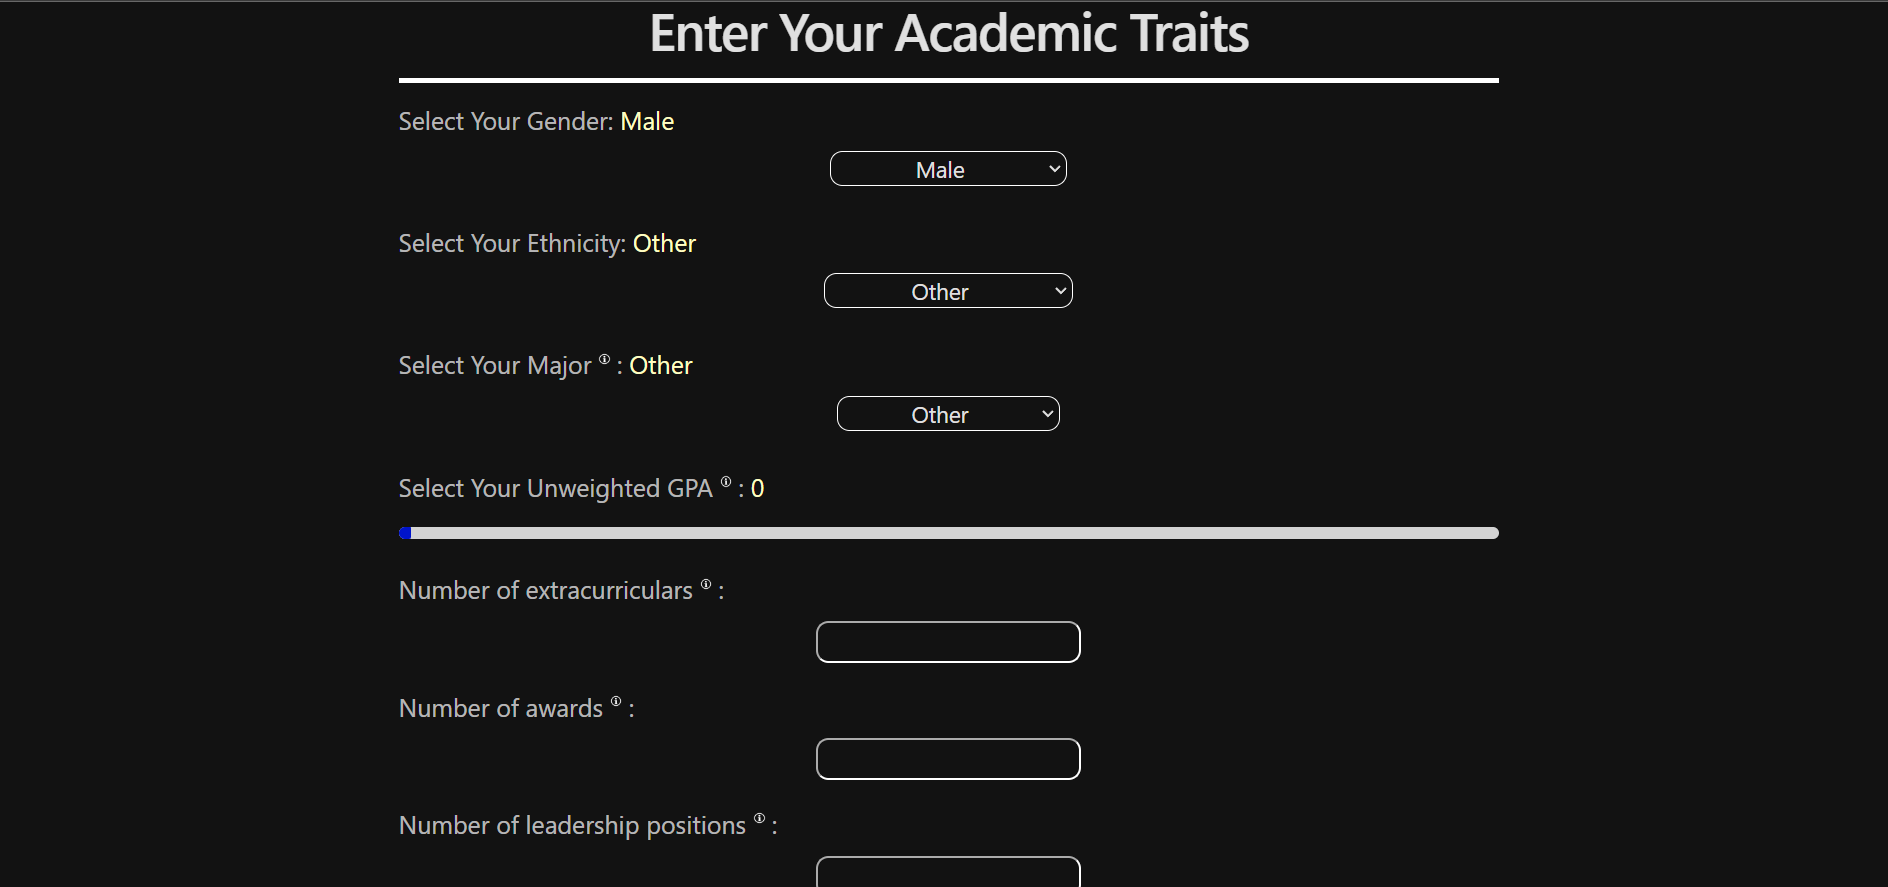 Enter Your Academic Traits
Select Your Gender: Male
Male
Select Your Ethnicity: Other
Other
Select Your Major ⓘ : Other
Other
Select Your Unweighted GPA ⓘ : 0
Number of extracurriculars ⓘ :
Number of awards ⓘ :
Number of leadership positions ⓘ :